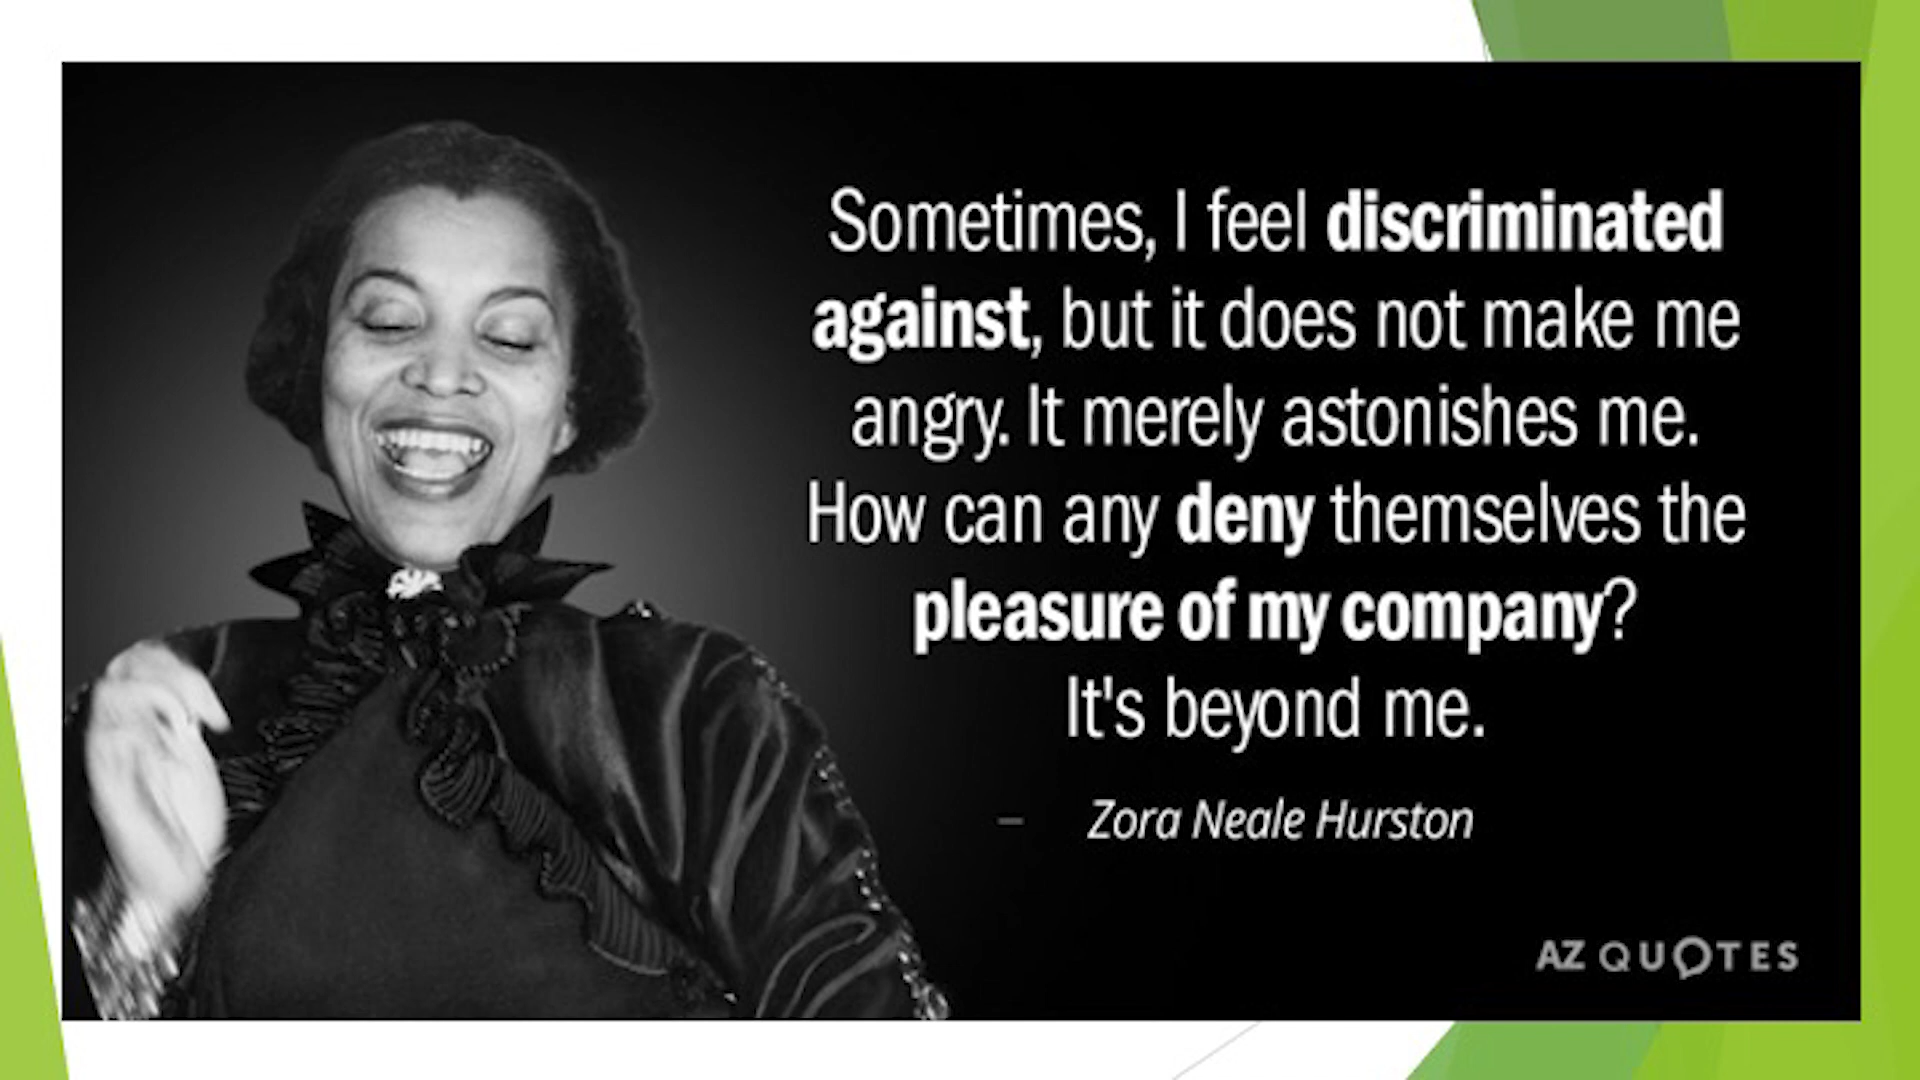 Sometimes, I feel discriminated
against, but it does not make me
angry. It merely astonishes me.
How can any deny themselves the
pleasure of my company?
It's beyond me.
– Zora Neale Hurston
AZ QUOTES